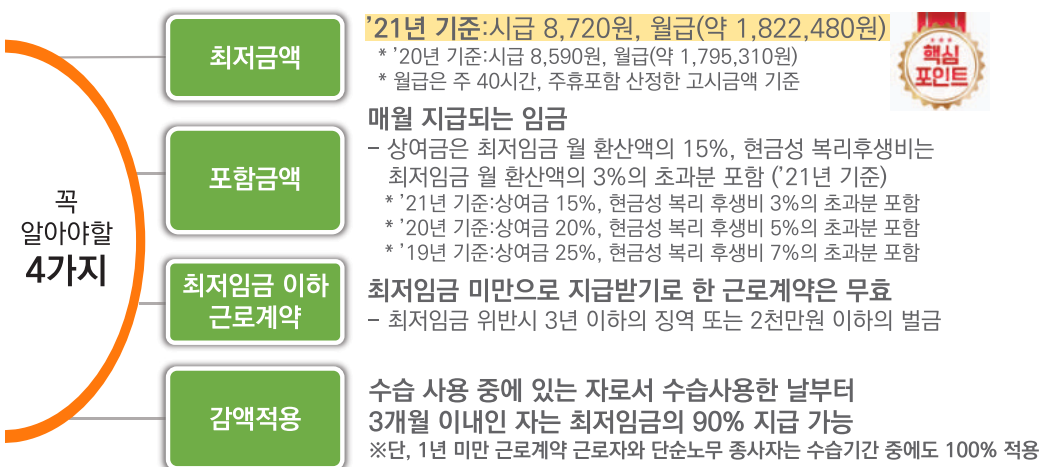 꼭
알아야할
4가지
최저금액
’21년 기준:시급 8,720원, 월급(약 1,822,480원)
* ’20년 기준:시급 8,590원, 월급(약 1,795,310원)
* 월급은 주 40시간, 주휴포함 산정한 고시금액 기준
핵심
포인트
포함금액
매월 지급되는 임금
– 상여금은 최저임금 월 환산액의 15%, 현금성 복리후생비는
최저임금 월 환산액의 3%의 초과분 포함 (’21년 기준)
* ’21년 기준:상여금 15%, 현금성 복리 후생비 3%의 초과분 포함
* ’20년 기준:상여금 20%, 현금성 복리 후생비 5%의 초과분 포함
* ’19년 기준:상여금 25%, 현금성 복리 후생비 7%의 초과분 포함
최저임금 이하
근로계약
최저임금 미만으로 지급받기로 한 근로계약은 무효
– 최저임금 위반시 3년 이하의 징역 또는 2천만원 이하의 벌금
감액적용
수습 사용 중에 있는 자로서 수습사용한 날부터
3개월 이내인 자는 최저임금의 90% 지급 가능
※단, 1년 미만 근로계약 근로자와 단순노무 종사자는 수습기간 중에도 100% 적용